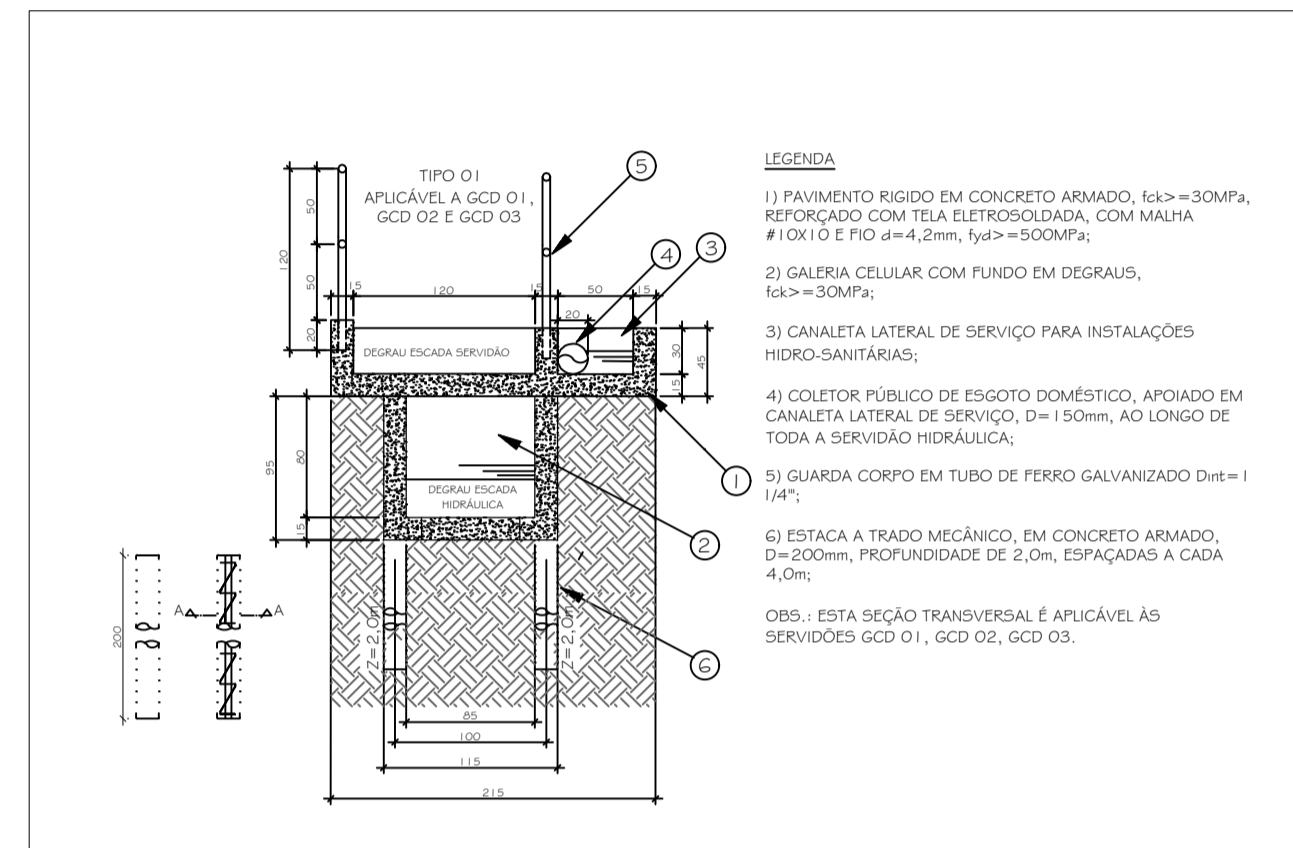 TIPO 01
APLICÁVEL A GCD 01,
GCD 02 E GCD 03
5
4
3
50
120
50
20
15
120
15
50
15
20
DEGRAU ESCADA SERVIDÃO
30
45
15
95
80
15
DEGRAU ESCADA
HIDRÁULICA
1
2
A
A
200
Z=2,0m
Z=2,0m
6
85
100
115
215
LEGENDA
1) PAVIMENTO RIGIDO EM CONCRETO ARMADO, fck>=30MPa,
REFORÇADO COM TELA ELETROSOLDADA, COM MALHA
#10X10 E FIO d=4,2mm, fyd>=500MPa;
2) GALERIA CELULAR COM FUNDO EM DEGRAUS,
fck>=30MPa;
3) CANALETA LATERAL DE SERVIÇO PARA INSTALAÇÕES
HIDRO-SANITÁRIAS;
4) COLETOR PÚBLICO DE ESGOTO DOMÉSTICO, APOIADO EM
CANALETA LATERAL DE SERVIÇO, D=150mm, AO LONGO DE
TODA A SERVIDÃO HIDRÁULICA;
5) GUARDA CORPO EM TUBO DE FERRO GALVANIZADO Dint=1
1/4";
6) ESTACA A TRADO MECÂNICO, EM CONCRETO ARMADO,
D=200mm, PROFUNDIDADE DE 2,0m, ESPAÇADAS A CADA
4,0m;
OBS.: ESTA SEÇÃO TRANSVERSAL É APLICÁVEL ÀS
SERVIDÕES GCD 01, GCD 02, GCD 03.